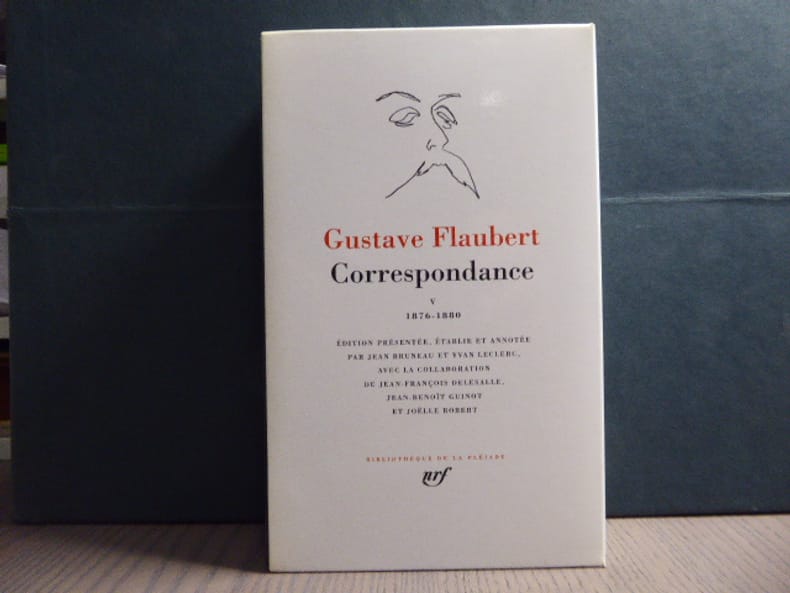 Gustave Flaubert
Correspondance
V
1876-1880
ÉDITION PRÉSENTÉE, ÉTABLIE ET ANNOTÉE
PAR JEAN BRUNEAU ET YVAN LECLERC,
AVEC LA COLLABORATION
DE JEAN-FRANÇOIS DELESALLE,
JEAN-BENOÎT GUINOT
ET JOËLLE ROBERT
BIBLIOTHÈQUE DE LA PLÉIADE
nrf